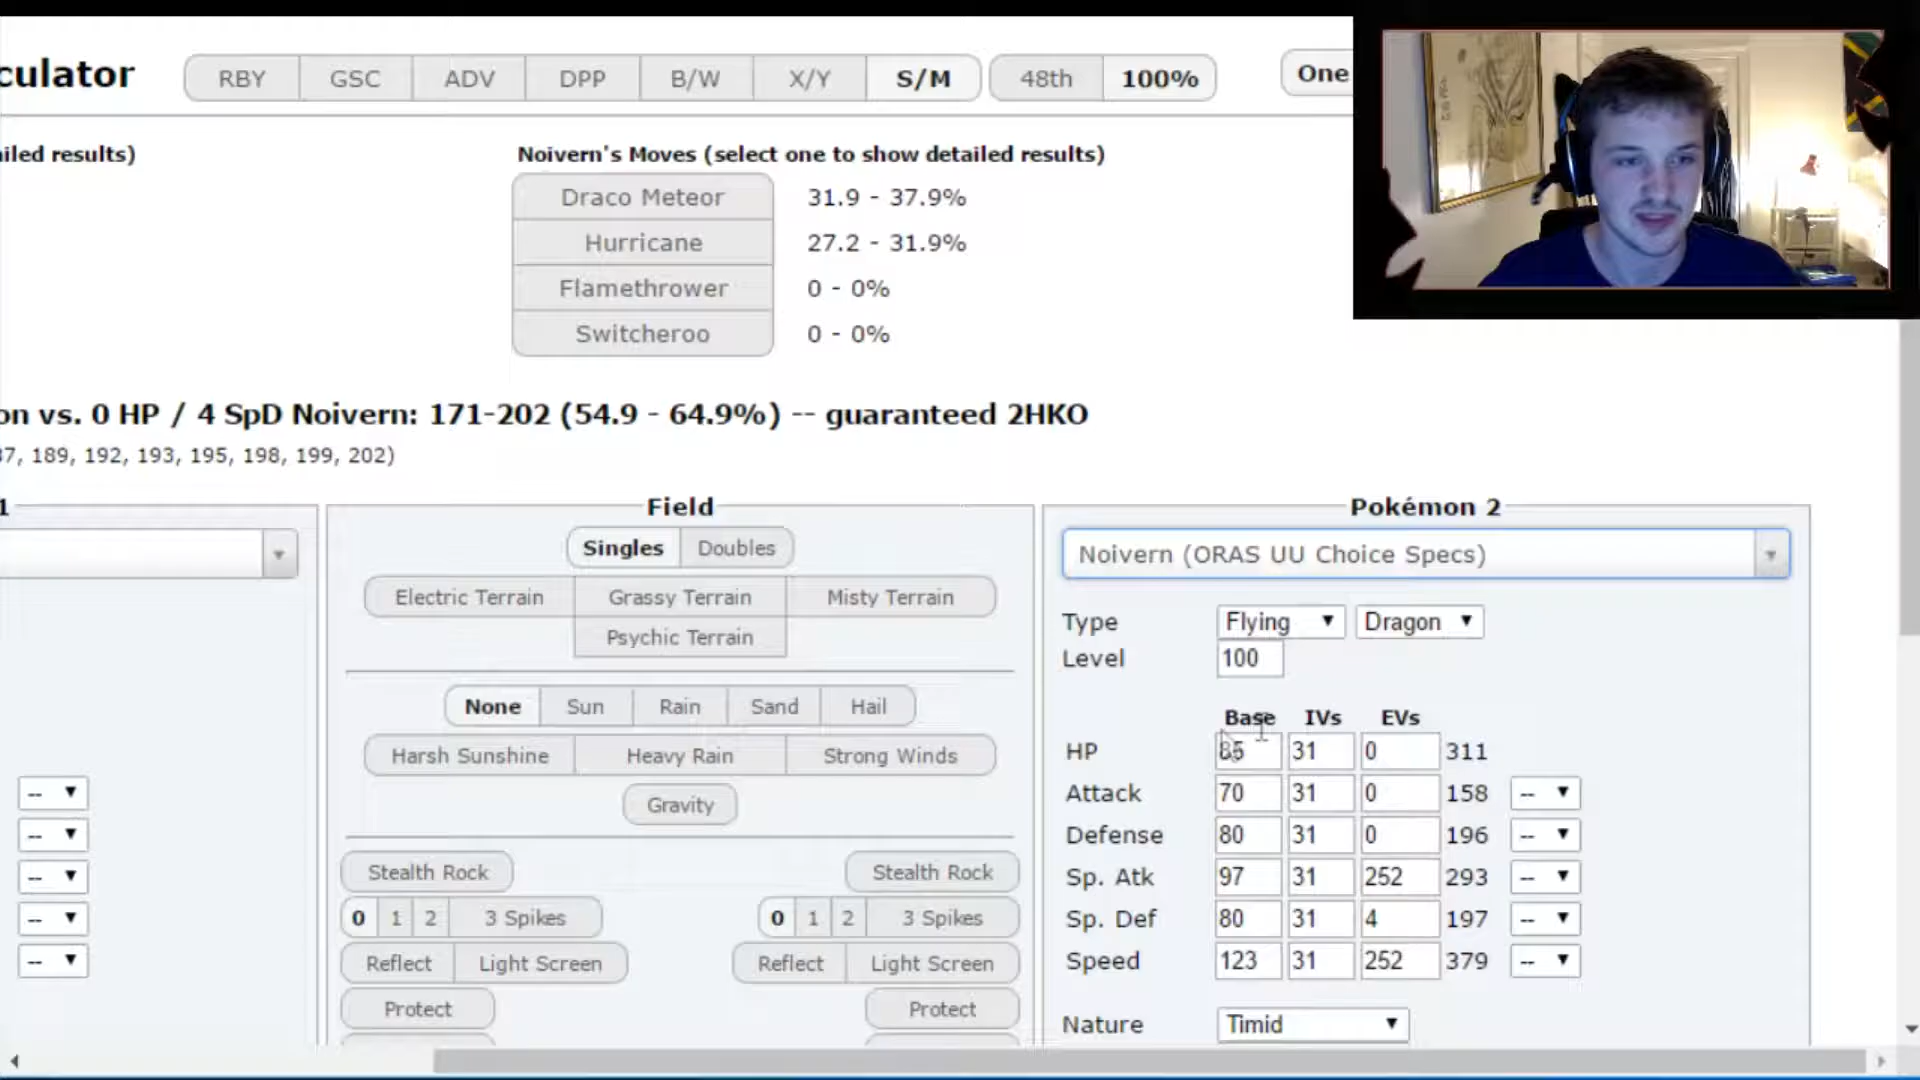 culator RBY GSC ADV DPP B/W X/Y S/M 48th 100% One
iled results)
Noivern's Moves (select one to show detailed results)
Draco Meteor 31.9 - 37.9%
Hurricane 27.2 - 31.9%
Flamethrower 0 - 0%
Switcheroo 0 - 0%
on vs. 0 HP / 4 SpD Noivern: 171-202 (54.9 - 64.9%) -- guaranteed 2HKO
37, 189, 192, 193, 195, 198, 199, 202)
1
--
--
--
--
--
Field
Singles Doubles
Electric Terrain Grassy Terrain Misty Terrain
Psychic Terrain
None Sun Rain Sand Hail
Harsh Sunshine Heavy Rain Strong Winds
Gravity
Stealth Rock Stealth Rock
0 1 2 3 Spikes 0 1 2 3 Spikes
Reflect Light Screen Reflect Light Screen
Protect Protect
Pokémon 2
Noivern (ORAS UU Choice Specs)
Type Flying Dragon
Level 100
Base IVs EVs
HP 85 31 0 311
Attack 70 31 0 158 --
Defense 80 31 0 196 --
Sp. Atk 97 31 252 293 --
Sp. Def 80 31 4 197 --
Speed 123 31 252 379 --
Nature Timid